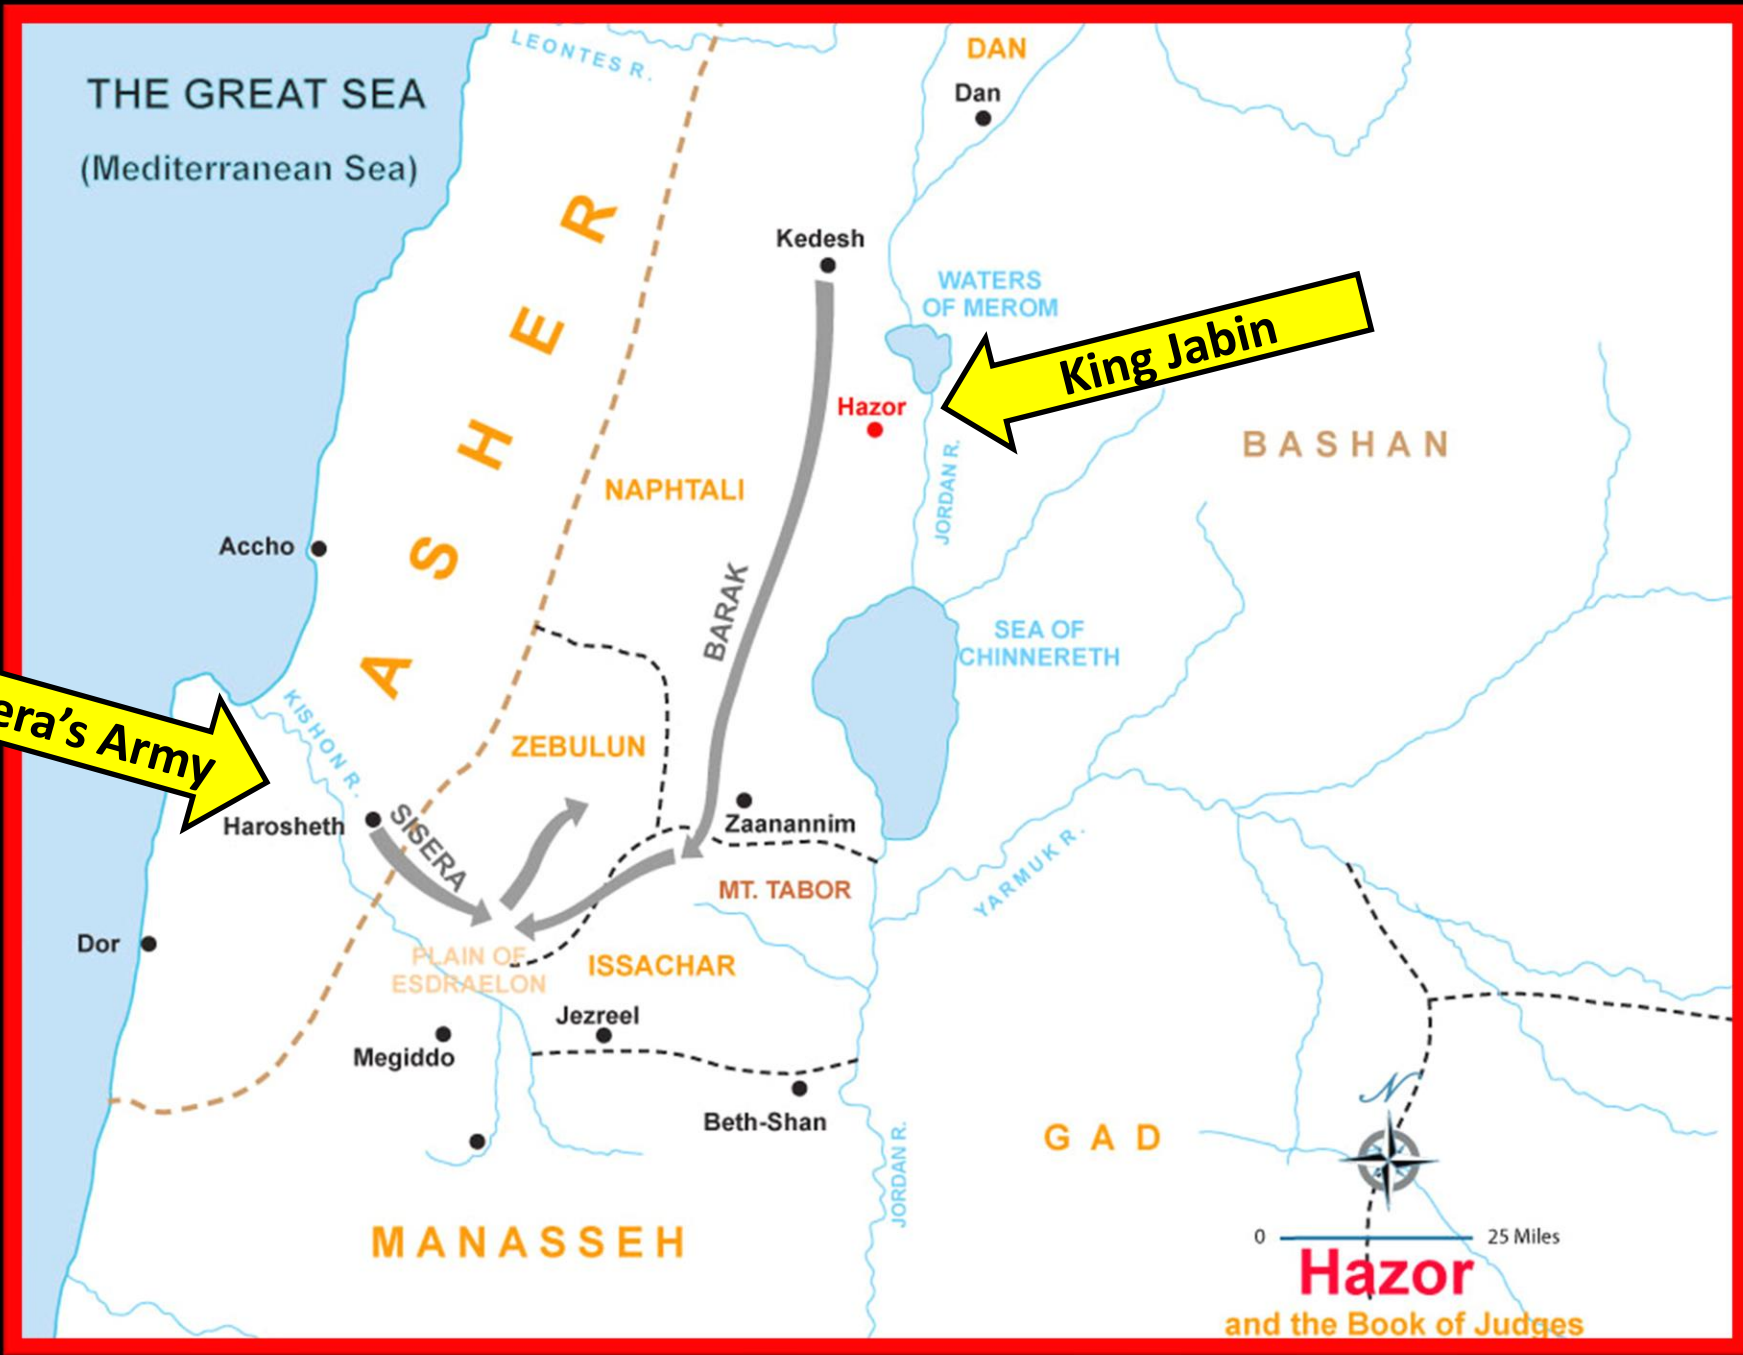 LEONTES R.
DAN
Dan
THE GREAT SEA
(Mediterranean Sea)
ASHER
Kedesh
WATERS
OF MEROM
King Jabin
Hazor
BASHAN
JORDAN R.
NAPHTALI
Accho
BARAK
SEA OF
CHINNERETH
era's Army
KISHON R.
ZEBULUN
Harosheth
SISERA
Zaanannim
MT. TABOR
YARMUK R.
Dor
PLAIN OF
ESDRAELON
ISSACHAR
Jezreel
Megiddo
Beth-Shan
JORDAN R.
GAD
N
MANASSEH
0 25 Miles
Hazor
and the Book of Judges